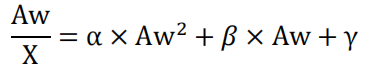 Aw/X = α × Aw² + β × Aw + γ